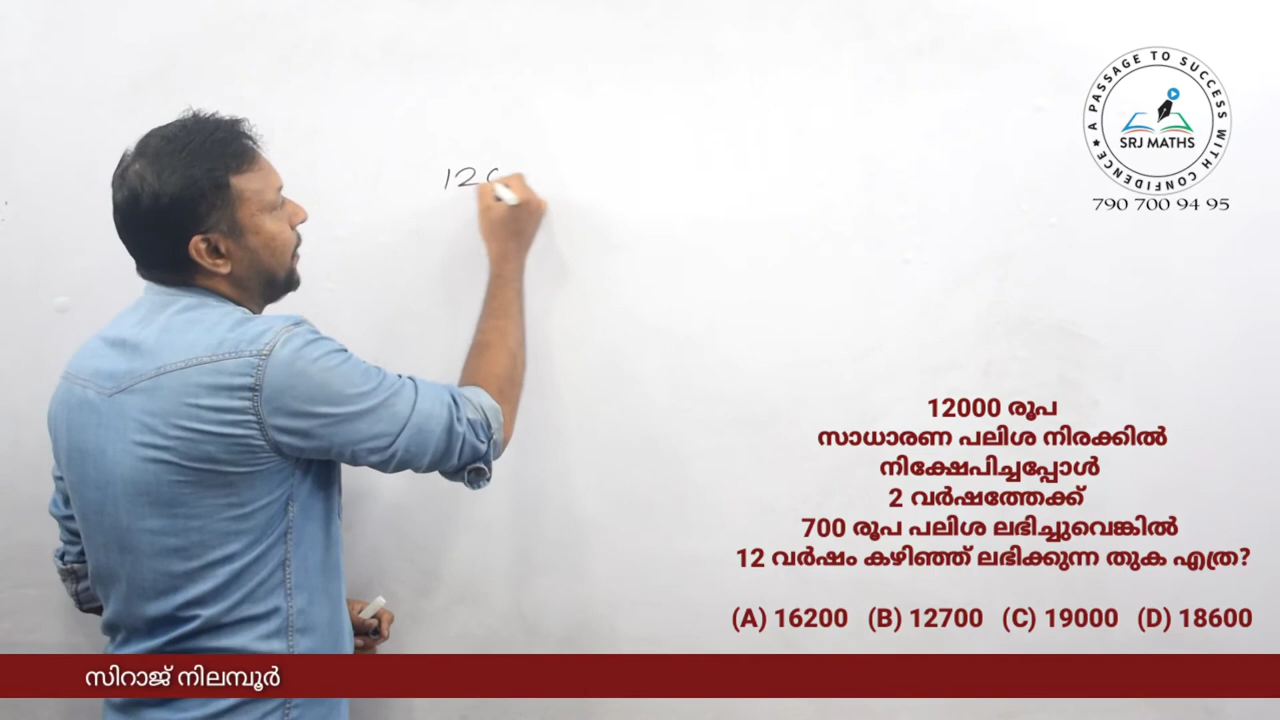 120
A PASSAGE TO SUCCESS WITH CONFIDENCE ★
SRJ MATHS
790 700 94 95
12000 രൂപ
സാധാരണ പലിശ നിരക്കിൽ
നിക്ഷേപിച്ചപ്പോൾ
2 വർഷത്തേക്ക്
700 രൂപ പലിശ ലഭിച്ചുവെങ്കിൽ
12 വർഷം കഴിഞ്ഞ് ലഭിക്കുന്ന തുക എത്ര?
(A) 16200 (B) 12700 (C) 19000 (D) 18600
സിറാജ് നിലമ്പൂർ